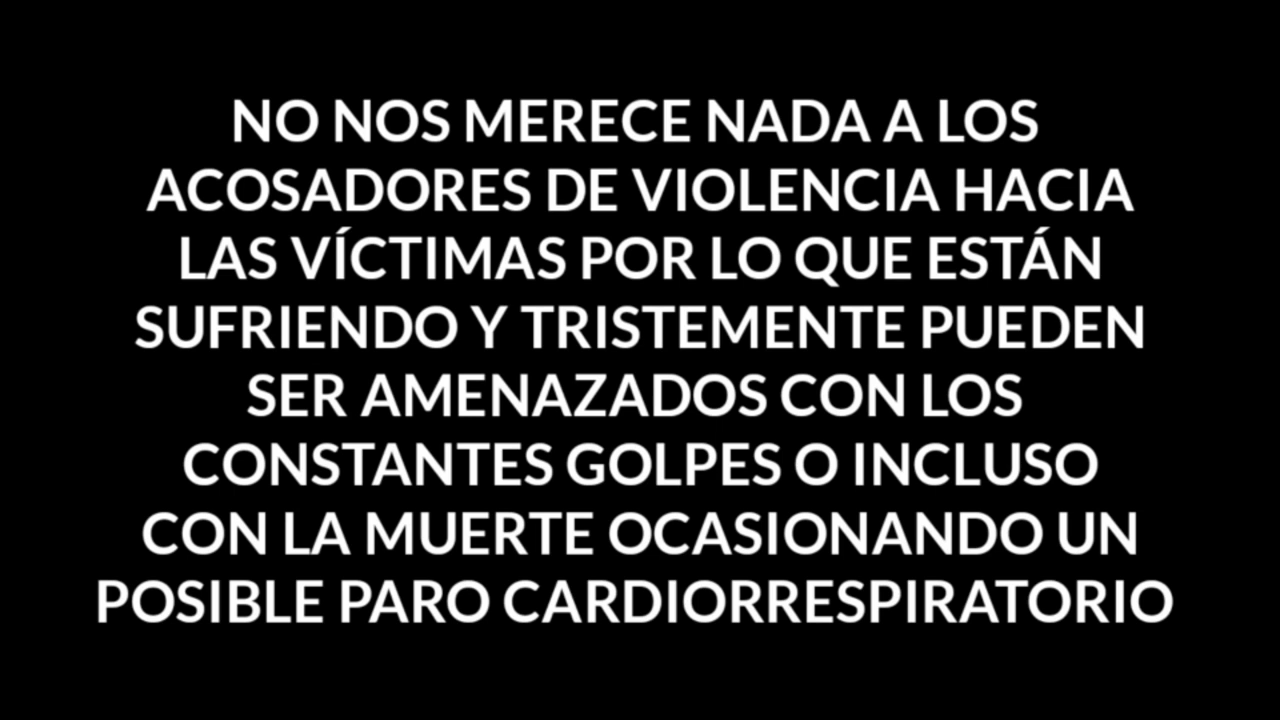 NO NOS MERECE NADA A LOS
ACOSADORES DE VIOLENCIA HACIA
LAS VÍCTIMAS POR LO QUE ESTÁN
SUFRIENDO Y TRISTEMENTE PUEDEN
SER AMENAZADOS CON LOS
CONSTANTES GOLPES O INCLUSO
CON LA MUERTE OCASIONANDO UN
POSIBLE PARO CARDIORRESPIRATORIO